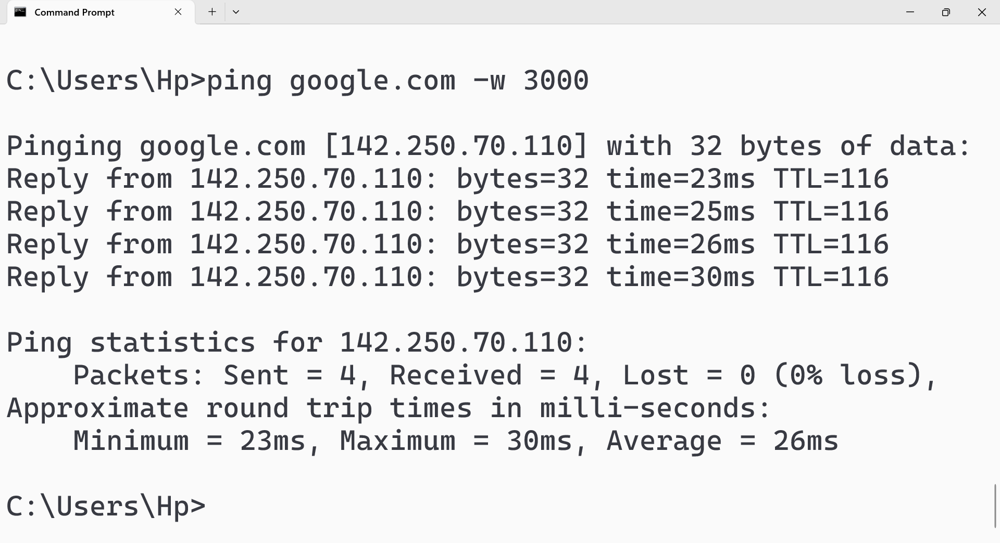 Command Prompt
C:\Users\Hp>ping google.com -w 3000
Pinging google.com [142.250.70.110] with 32 bytes of data:
Reply from 142.250.70.110: bytes=32 time=23ms TTL=116
Reply from 142.250.70.110: bytes=32 time=25ms TTL=116
Reply from 142.250.70.110: bytes=32 time=26ms TTL=116
Reply from 142.250.70.110: bytes=32 time=30ms TTL=116
Ping statistics for 142.250.70.110:
    Packets: Sent = 4, Received = 4, Lost = 0 (0% loss),
Approximate round trip times in milli-seconds:
    Minimum = 23ms, Maximum = 30ms, Average = 26ms
C:\Users\Hp>